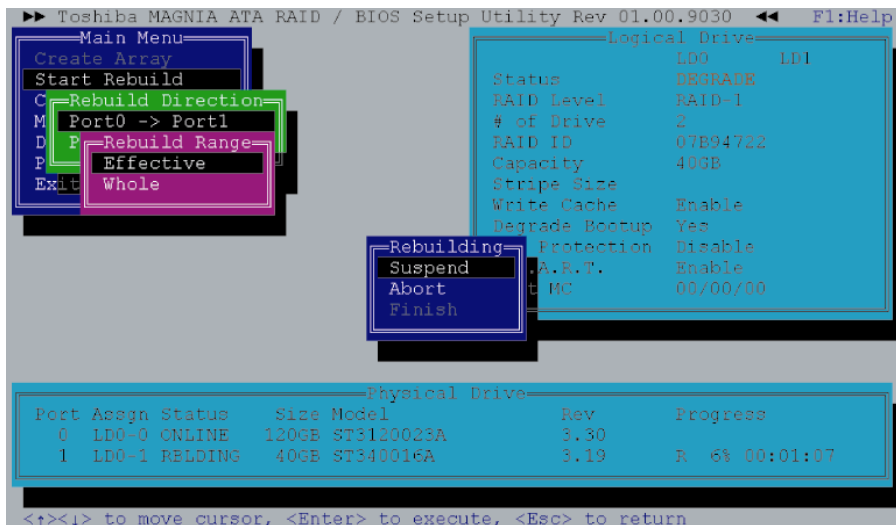 ►► Toshiba MAGNIA ATA RAID / BIOS Setup Utility Rev 01.00.9030 ◄◄ F1:Help
Main Menu
Create Array
Start Rebuild
C
Rebuild Direction
M
Port0 -> Port1
D
P
Rebuild Range
P
Effective
Exit
Whole
Logical Drive
LD0 LD1
Status DEGRADE
RAID Level RAID-1
# of Drive 2
RAID ID 07B94722
Capacity 40GB
Stripe Size
Write Cache Enable
Degrade Bootup Yes
Protection Disable
.A.R.T. Enable
t MC 00/00/00
Rebuilding
Suspend
Abort
Finish
Physical Drive
Port Assgn Status Size Model Rev Progress
0 LD0-0 ONLINE 120GB ST3120023A 3.30
1 LD0-1 RBLDING 40GB ST340016A 3.19 R 6% 00:01:07
<↑><↓> to move cursor, <Enter> to execute, <Esc> to return